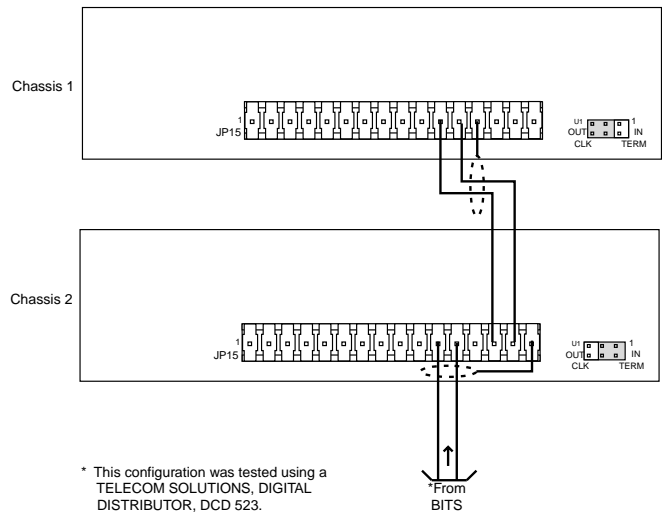 Chassis 1
1
JP15
U1
1
OUT
IN
CLK
TERM
Chassis 2
1
JP15
U1
1
OUT
IN
CLK
TERM
* This configuration was tested using a
TELECOM SOLUTIONS, DIGITAL
DISTRIBUTOR, DCD 523.
*From
BITS